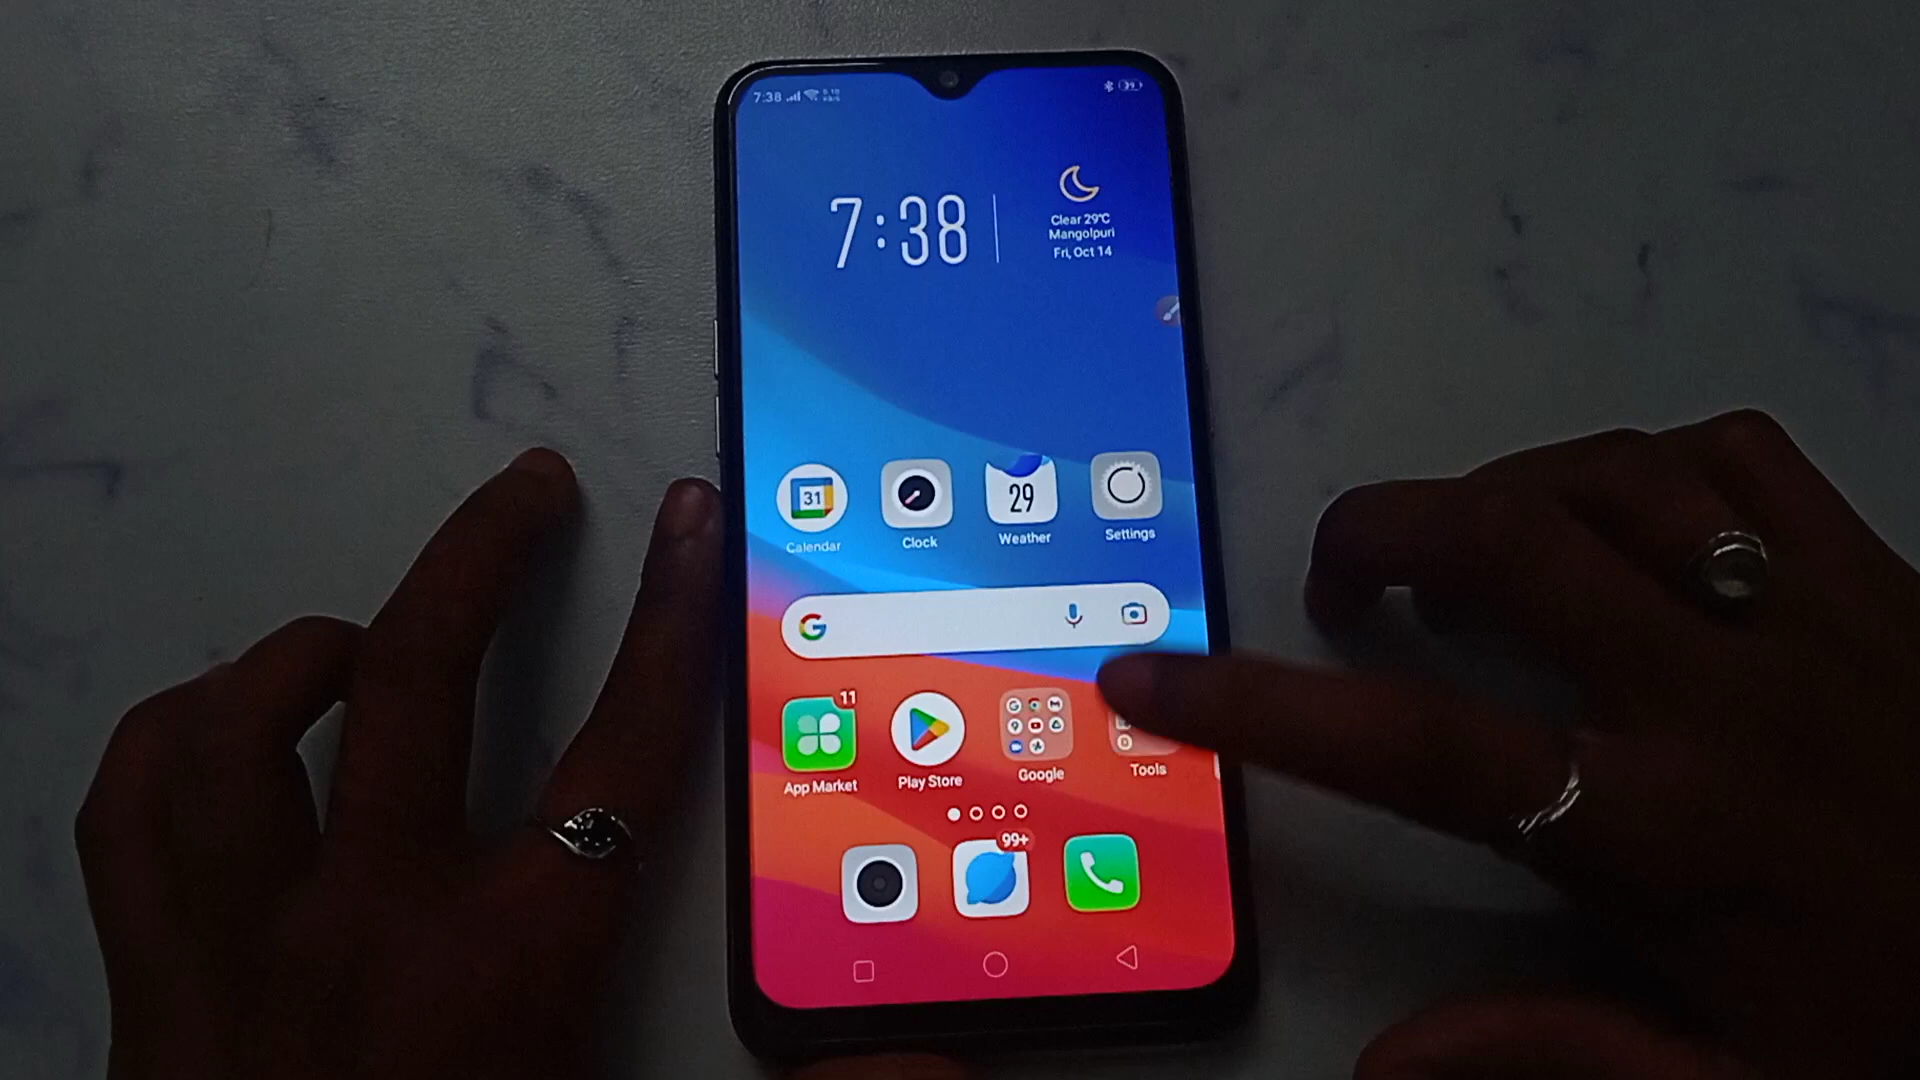 7:38
39
7:38
Clear 29°C
Mangolpuri
Fri, Oct 14
31
29
Calendar
Clock
Weather
Settings
G
11
App Market
Play Store
Google
Tools
99+